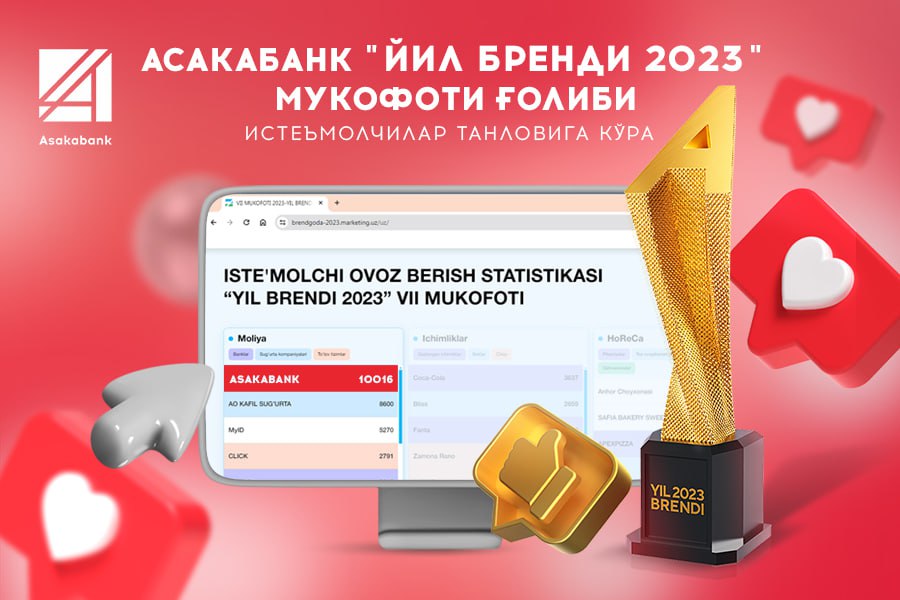 Asakabank
АСАКАБАНК "ЙИЛ БРЕНДИ 2023"
МУКОФОТИ ҒОЛИБИ
ИСТЕЪМОЛЧИЛАР ТАНЛОВИГА КЎРА
VII MUKOFOTI 2023-YIL BREND
brendgoda-2023.marketing.uz/uz/
ISTE'MOLCHI OVOZ BERISH STATISTIKASI
“YIL BRENDI 2023” VII MUKOFOTI
Moliya
Banklar Sug'urta kompaniyalari To'lov tizimlari
ASAKABANK 10016
AO KAFIL SUG'URTA 8600
MyID 5270
CLICK 2791
Ichimliklar
Coca-Cola 3837
Bliss
Fanta
Zamona Rano
HoReCa
Anhor Choyxonasi
SAFIA BAKERY SWEE
APEXPIZZA
YIL 2023
BRENDI